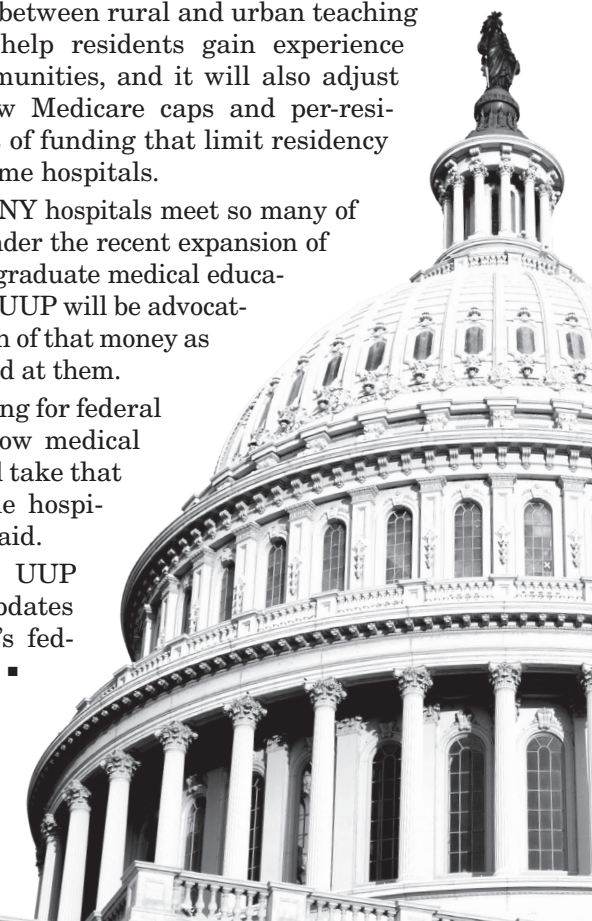 between rural and urban teaching
help residents gain experience
munities, and it will also adjust
w Medicare caps and per-resi-
of funding that limit residency
me hospitals.
NY hospitals meet so many of
nder the recent expansion of
graduate medical educa-
UUP will be advocat-
h of that money as
d at them.
ng for federal
ow medical
l take that
e hospi-
aid.
UUP
pdates
’s fed-
■